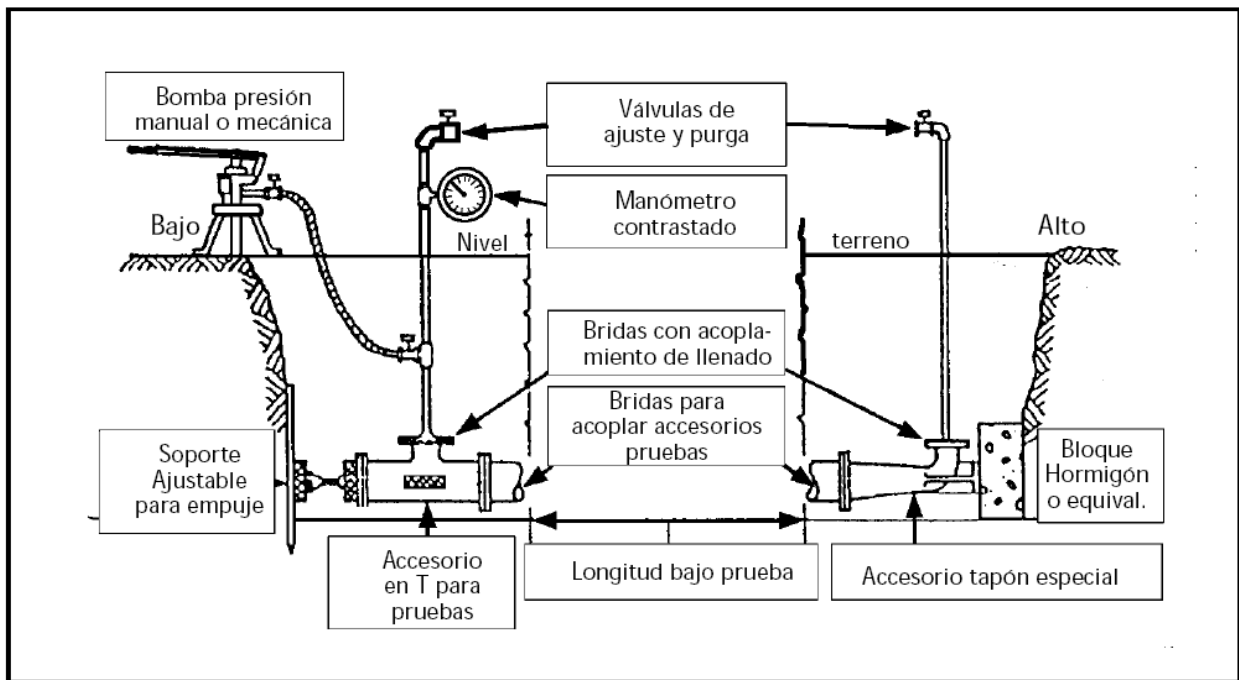 Bomba presión
manual o mecánica
Válvulas de
ajuste y purga
Manómetro
contrastado
Bajo
Nivel
terreno
Alto
Bridas con acopla-
miento de llenado
Bridas para
acoplar accesorios
pruebas
Soporte
Ajustable
para empuje
Bloque
Hormigón
o equival.
Accesorio
en T para
pruebas
Longitud bajo prueba
Accesorio tapón especial